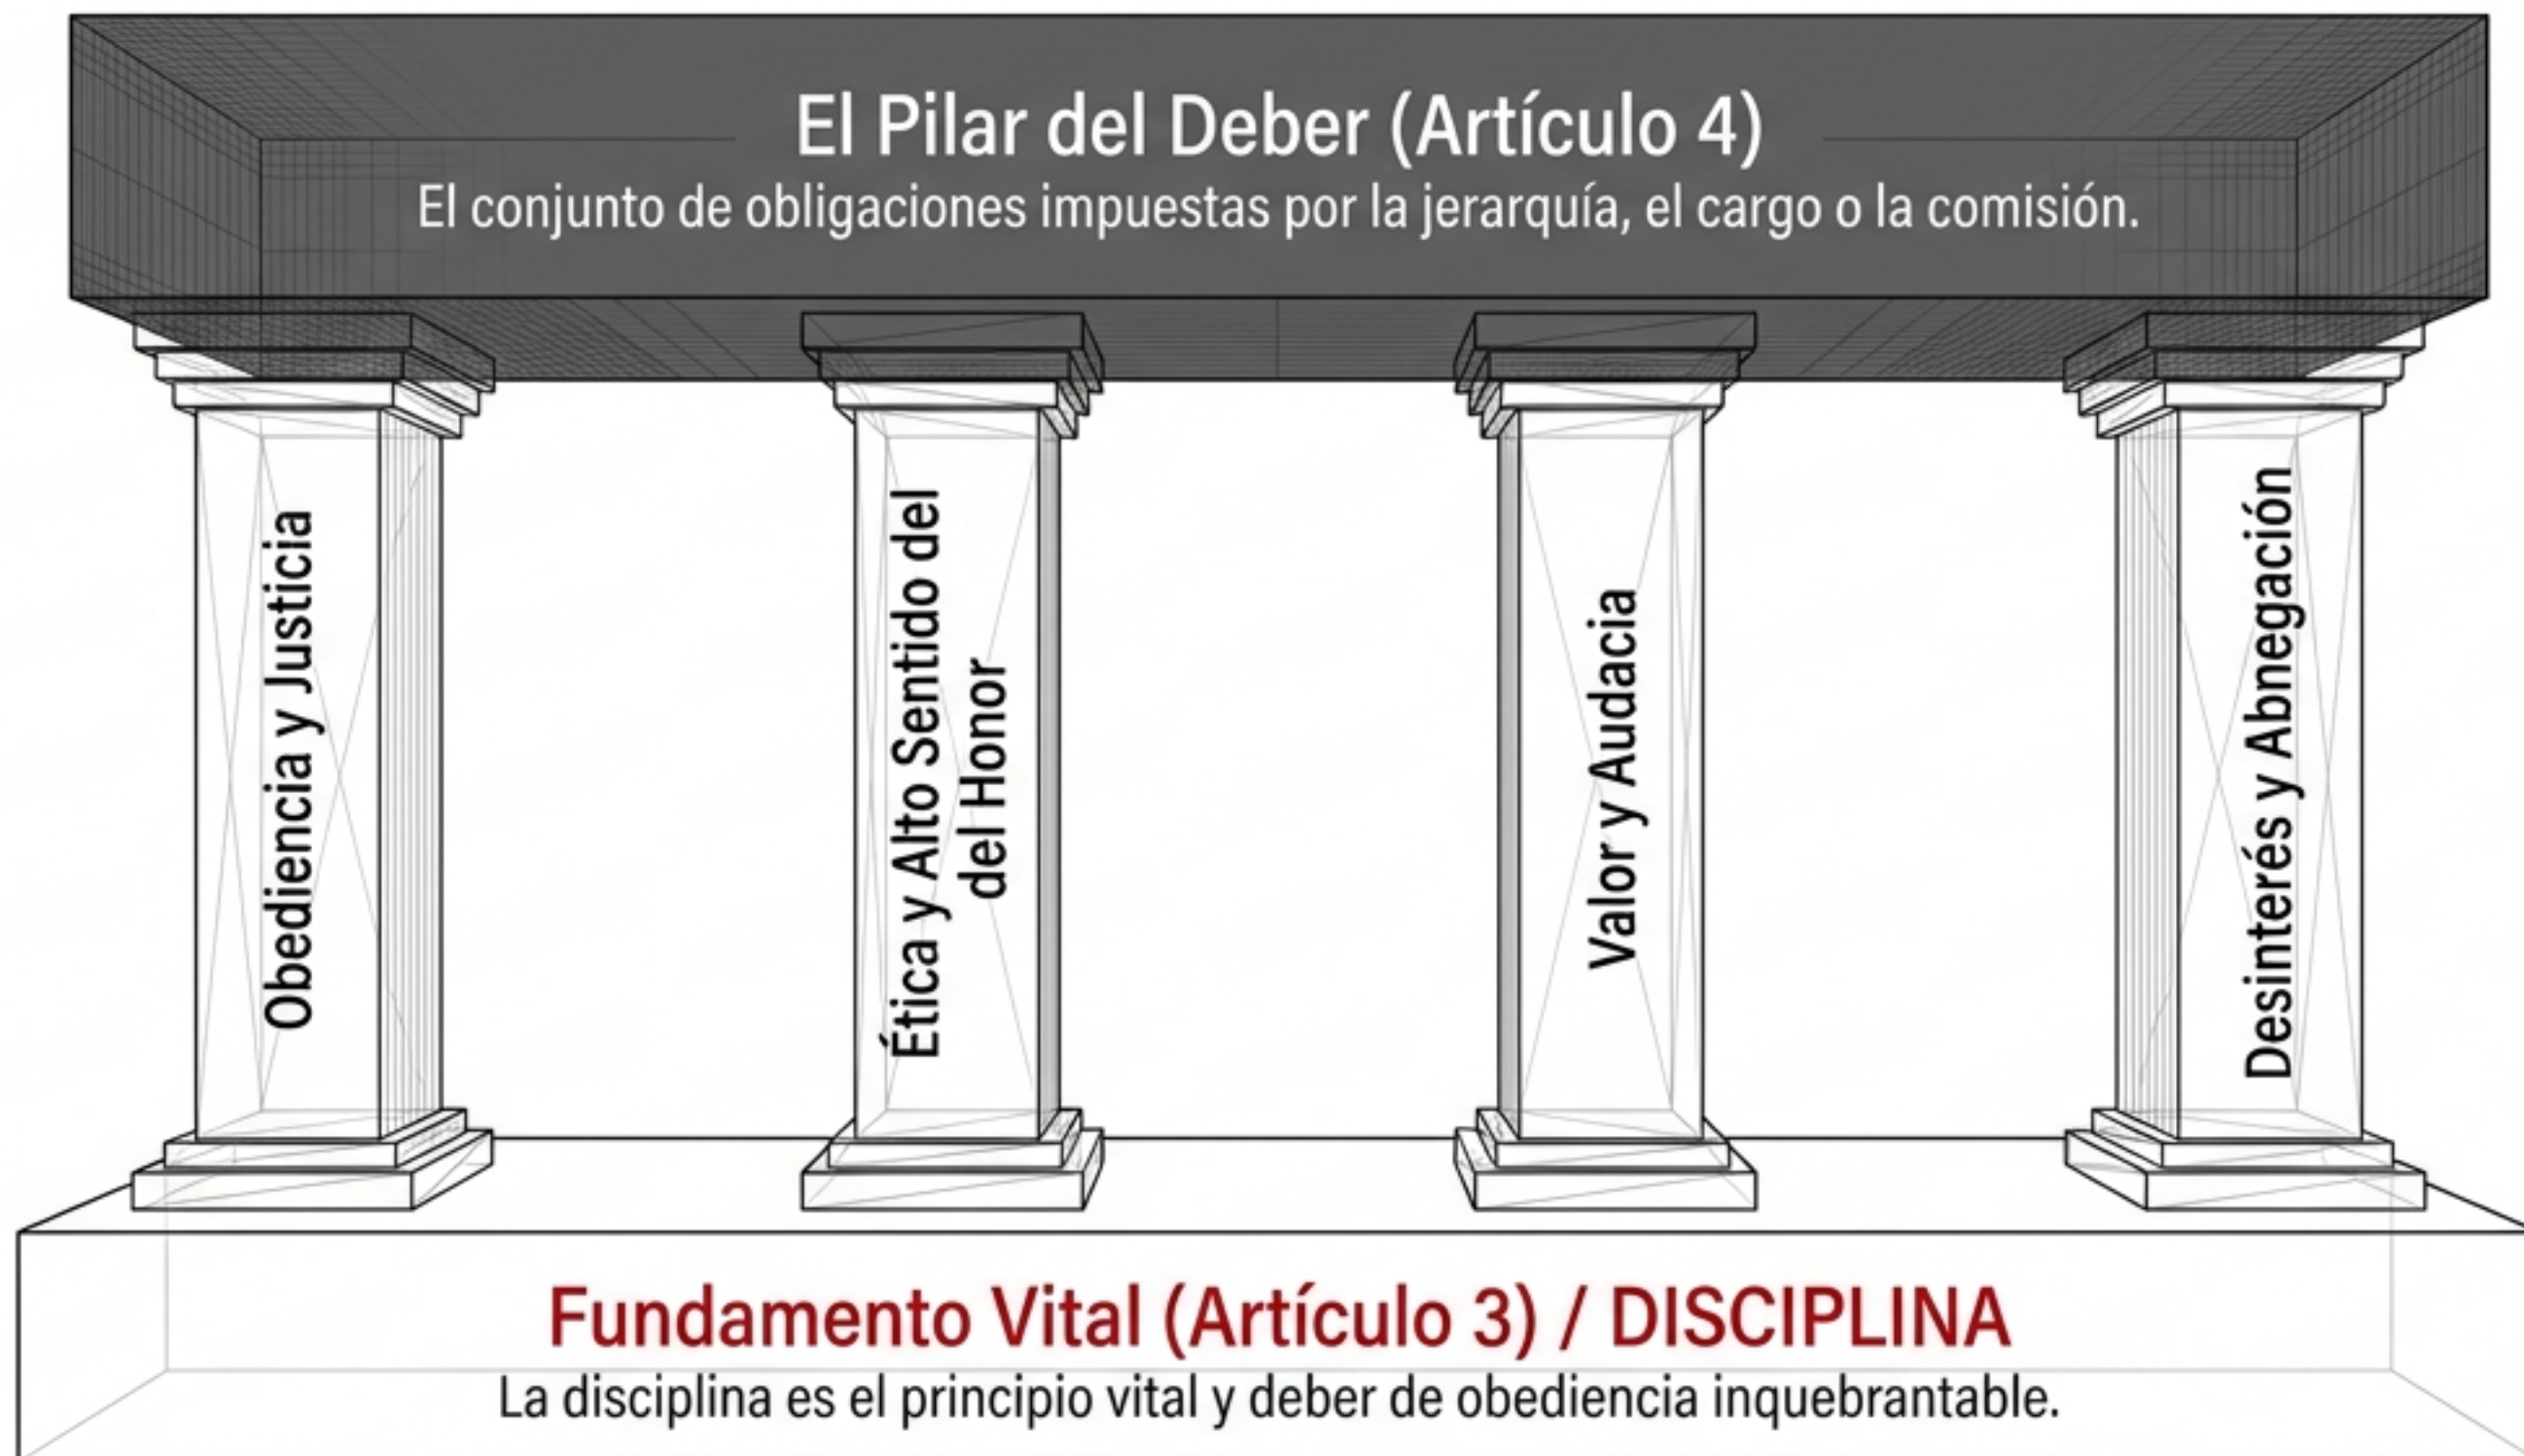 El Pilar del Deber (Artículo 4)
El conjunto de obligaciones impuestas por la jerarquía, el cargo o la comisión.
Obediencia y Justicia
Ética y Alto Sentido del
del Honor
Valor y Audacia
Desinterés y Abnegación
Fundamento Vital (Artículo 3) / DISCIPLINA
La disciplina es el principio vital y deber de obediencia inquebrantable.